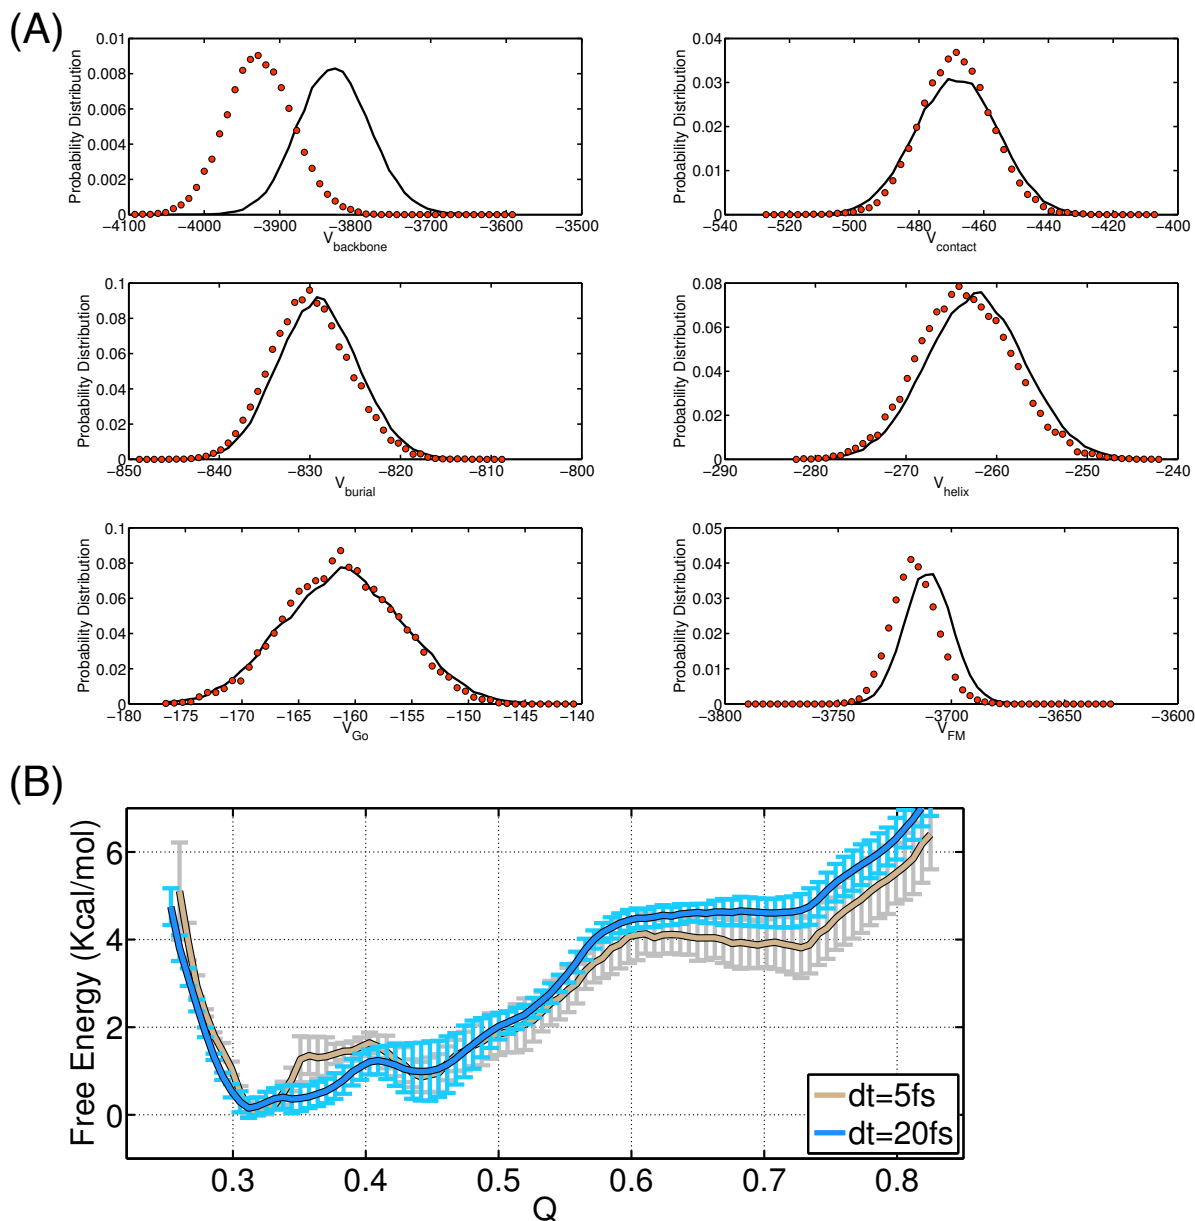 (A)
Probability Distribution
0.01
0.008
0.006
0.004
0.002
0
−4100 −4000 −3900 −3800 −3700 −3600 −3500
V_backbone
Probability Distribution
0.04
0.03
0.02
0.01
0
−540 −520 −500 −480 −460 −440 −420 −400
V_contact
Probability Distribution
0.1
0.08
0.06
0.04
0.02
0
−850 −840 −830 −820 −810 −800
V_burial
Probability Distribution
0.08
0.06
0.04
0.02
0
−290 −280 −270 −260 −250 −240
V_helix
Probability Distribution
0.1
0.08
0.06
0.04
0.02
0
−180 −175 −170 −165 −160 −155 −150 −145 −140
V_Go
Probability Distribution
0.05
0.04
0.03
0.02
0.01
0
−3800 −3750 −3700 −3650 −3600
V_FM
(B)
Free Energy (Kcal/mol)
6
4
2
0
dt=5fs
dt=20fs
0.3 0.4 0.5 0.6 0.7 0.8
Q